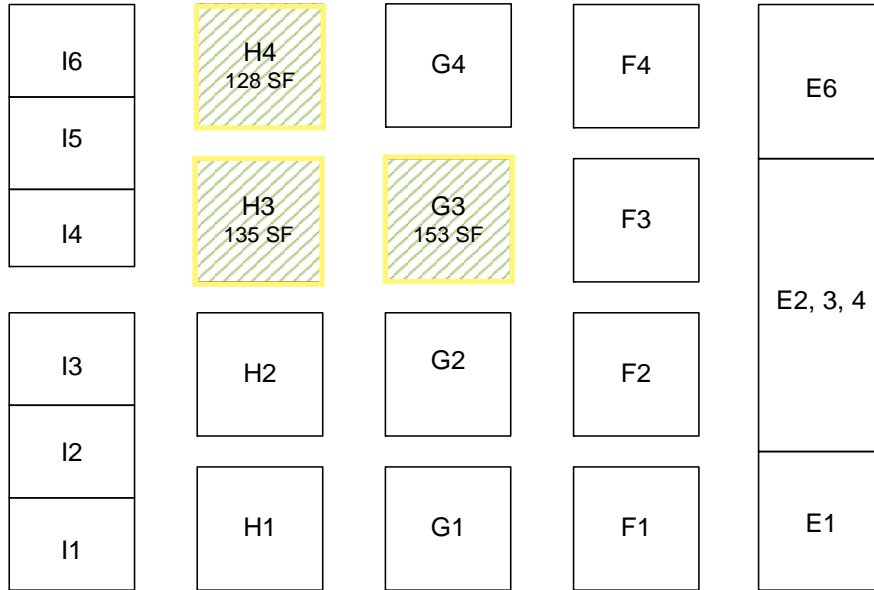 I6
H4
128 SF
G4
F4
E6
I5
I4
H3
135 SF
G3
153 SF
F3
E2, 3, 4
I3
H2
G2
F2
I2
I1
H1
G1
F1
E1